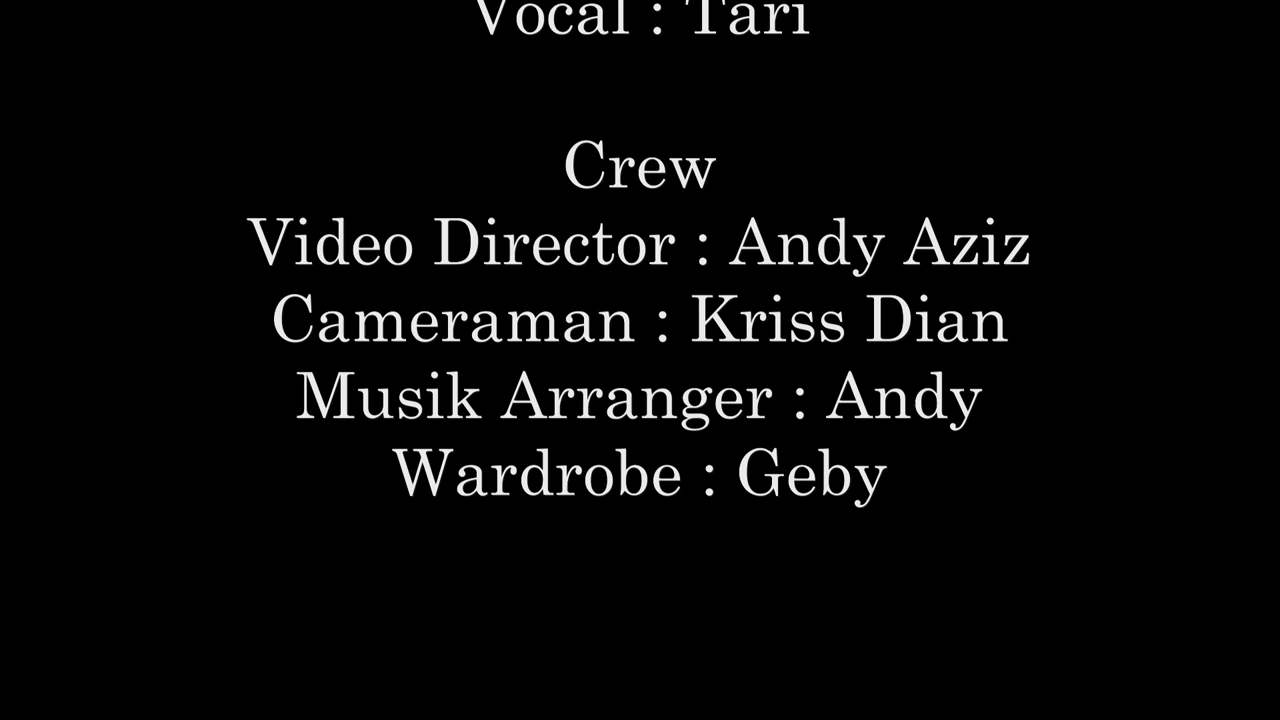 Vocal : Tari
Crew
Video Director : Andy Aziz
Cameraman : Kriss Dian
Musik Arranger : Andy
Wardrobe : Geby